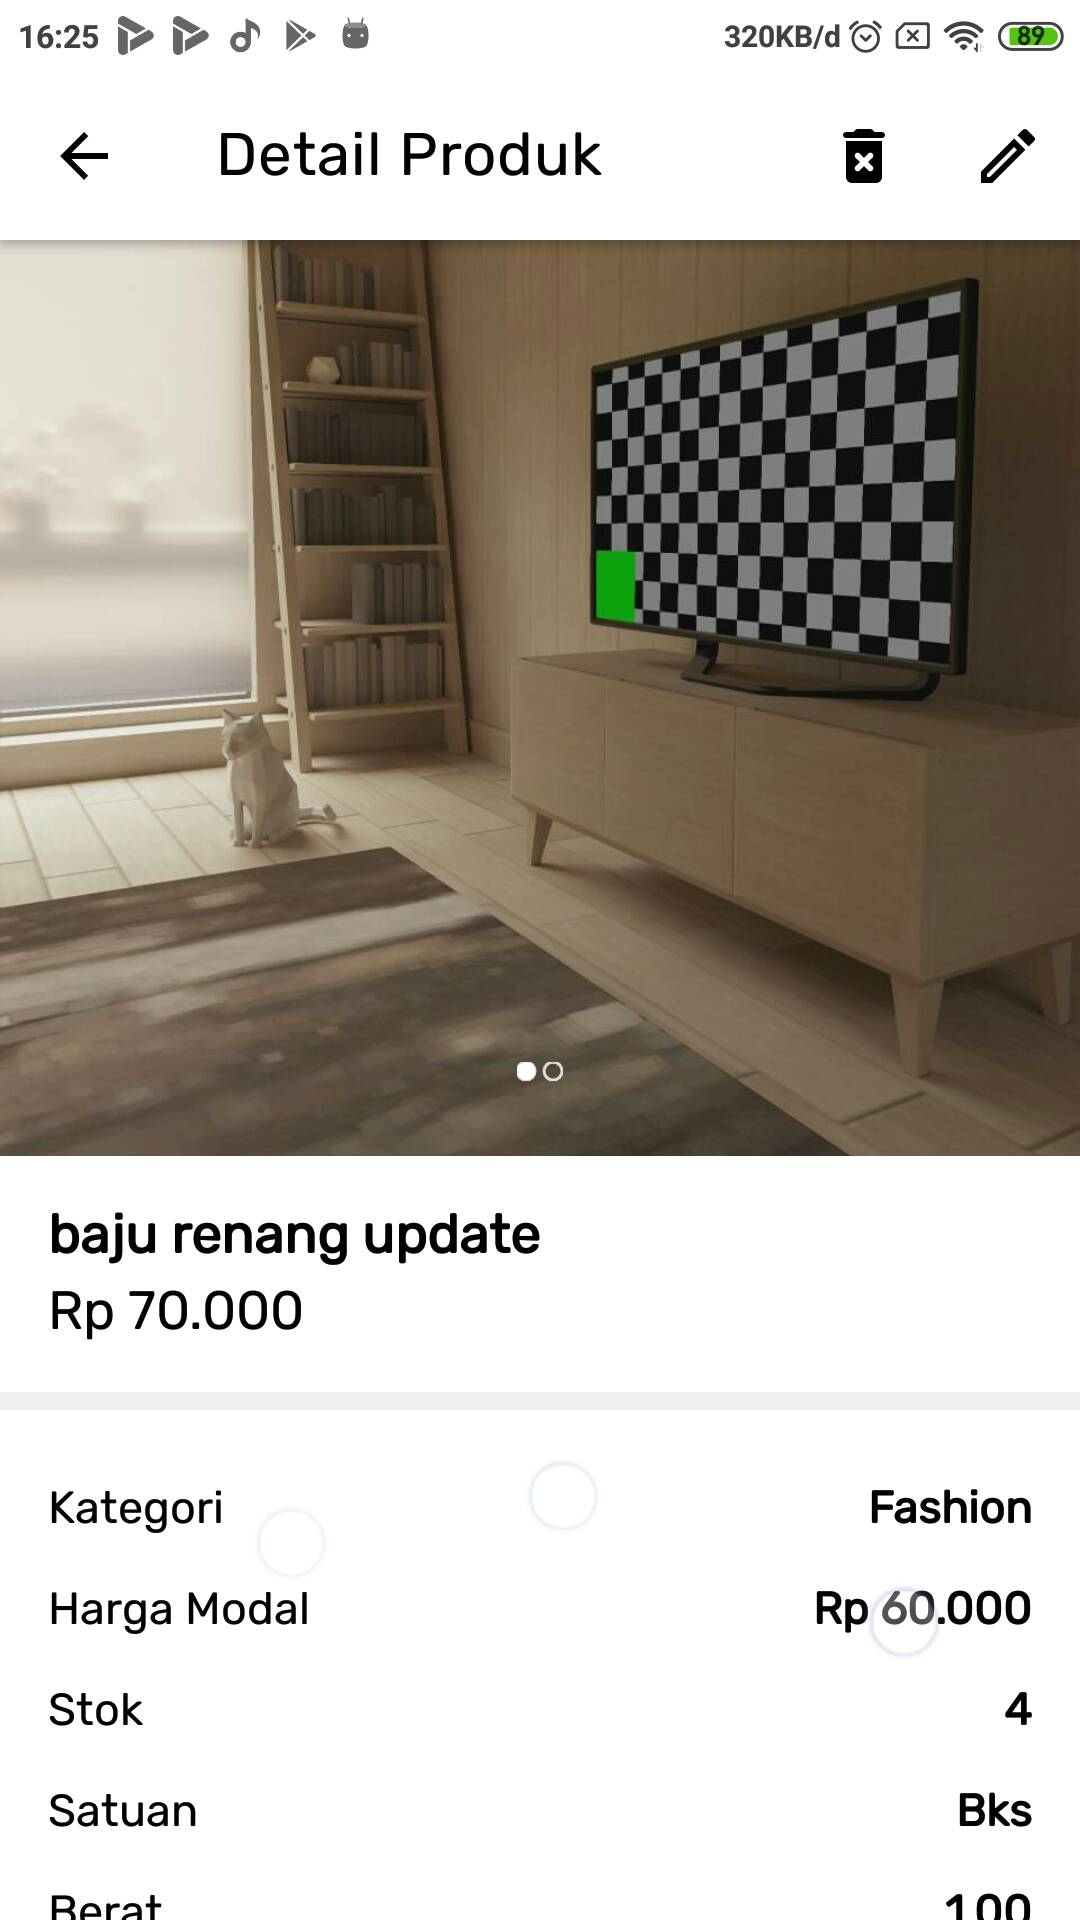 16:25 320KB/d 89
Detail Produk
baju renang update
Rp 70.000
Kategori Fashion
Harga Modal Rp 60.000
Stok 4
Satuan Bks
Berat 100